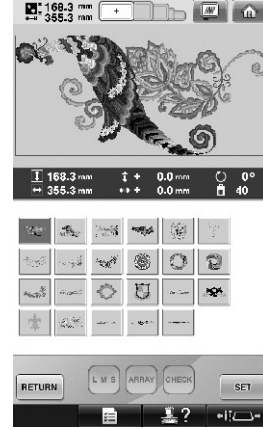 168.3 mm
355.3 mm
168.3 mm + 0.0 mm 0°
355.3 mm + 0.0 mm 40
RETURN L M S ARRAY CHECK SET
?